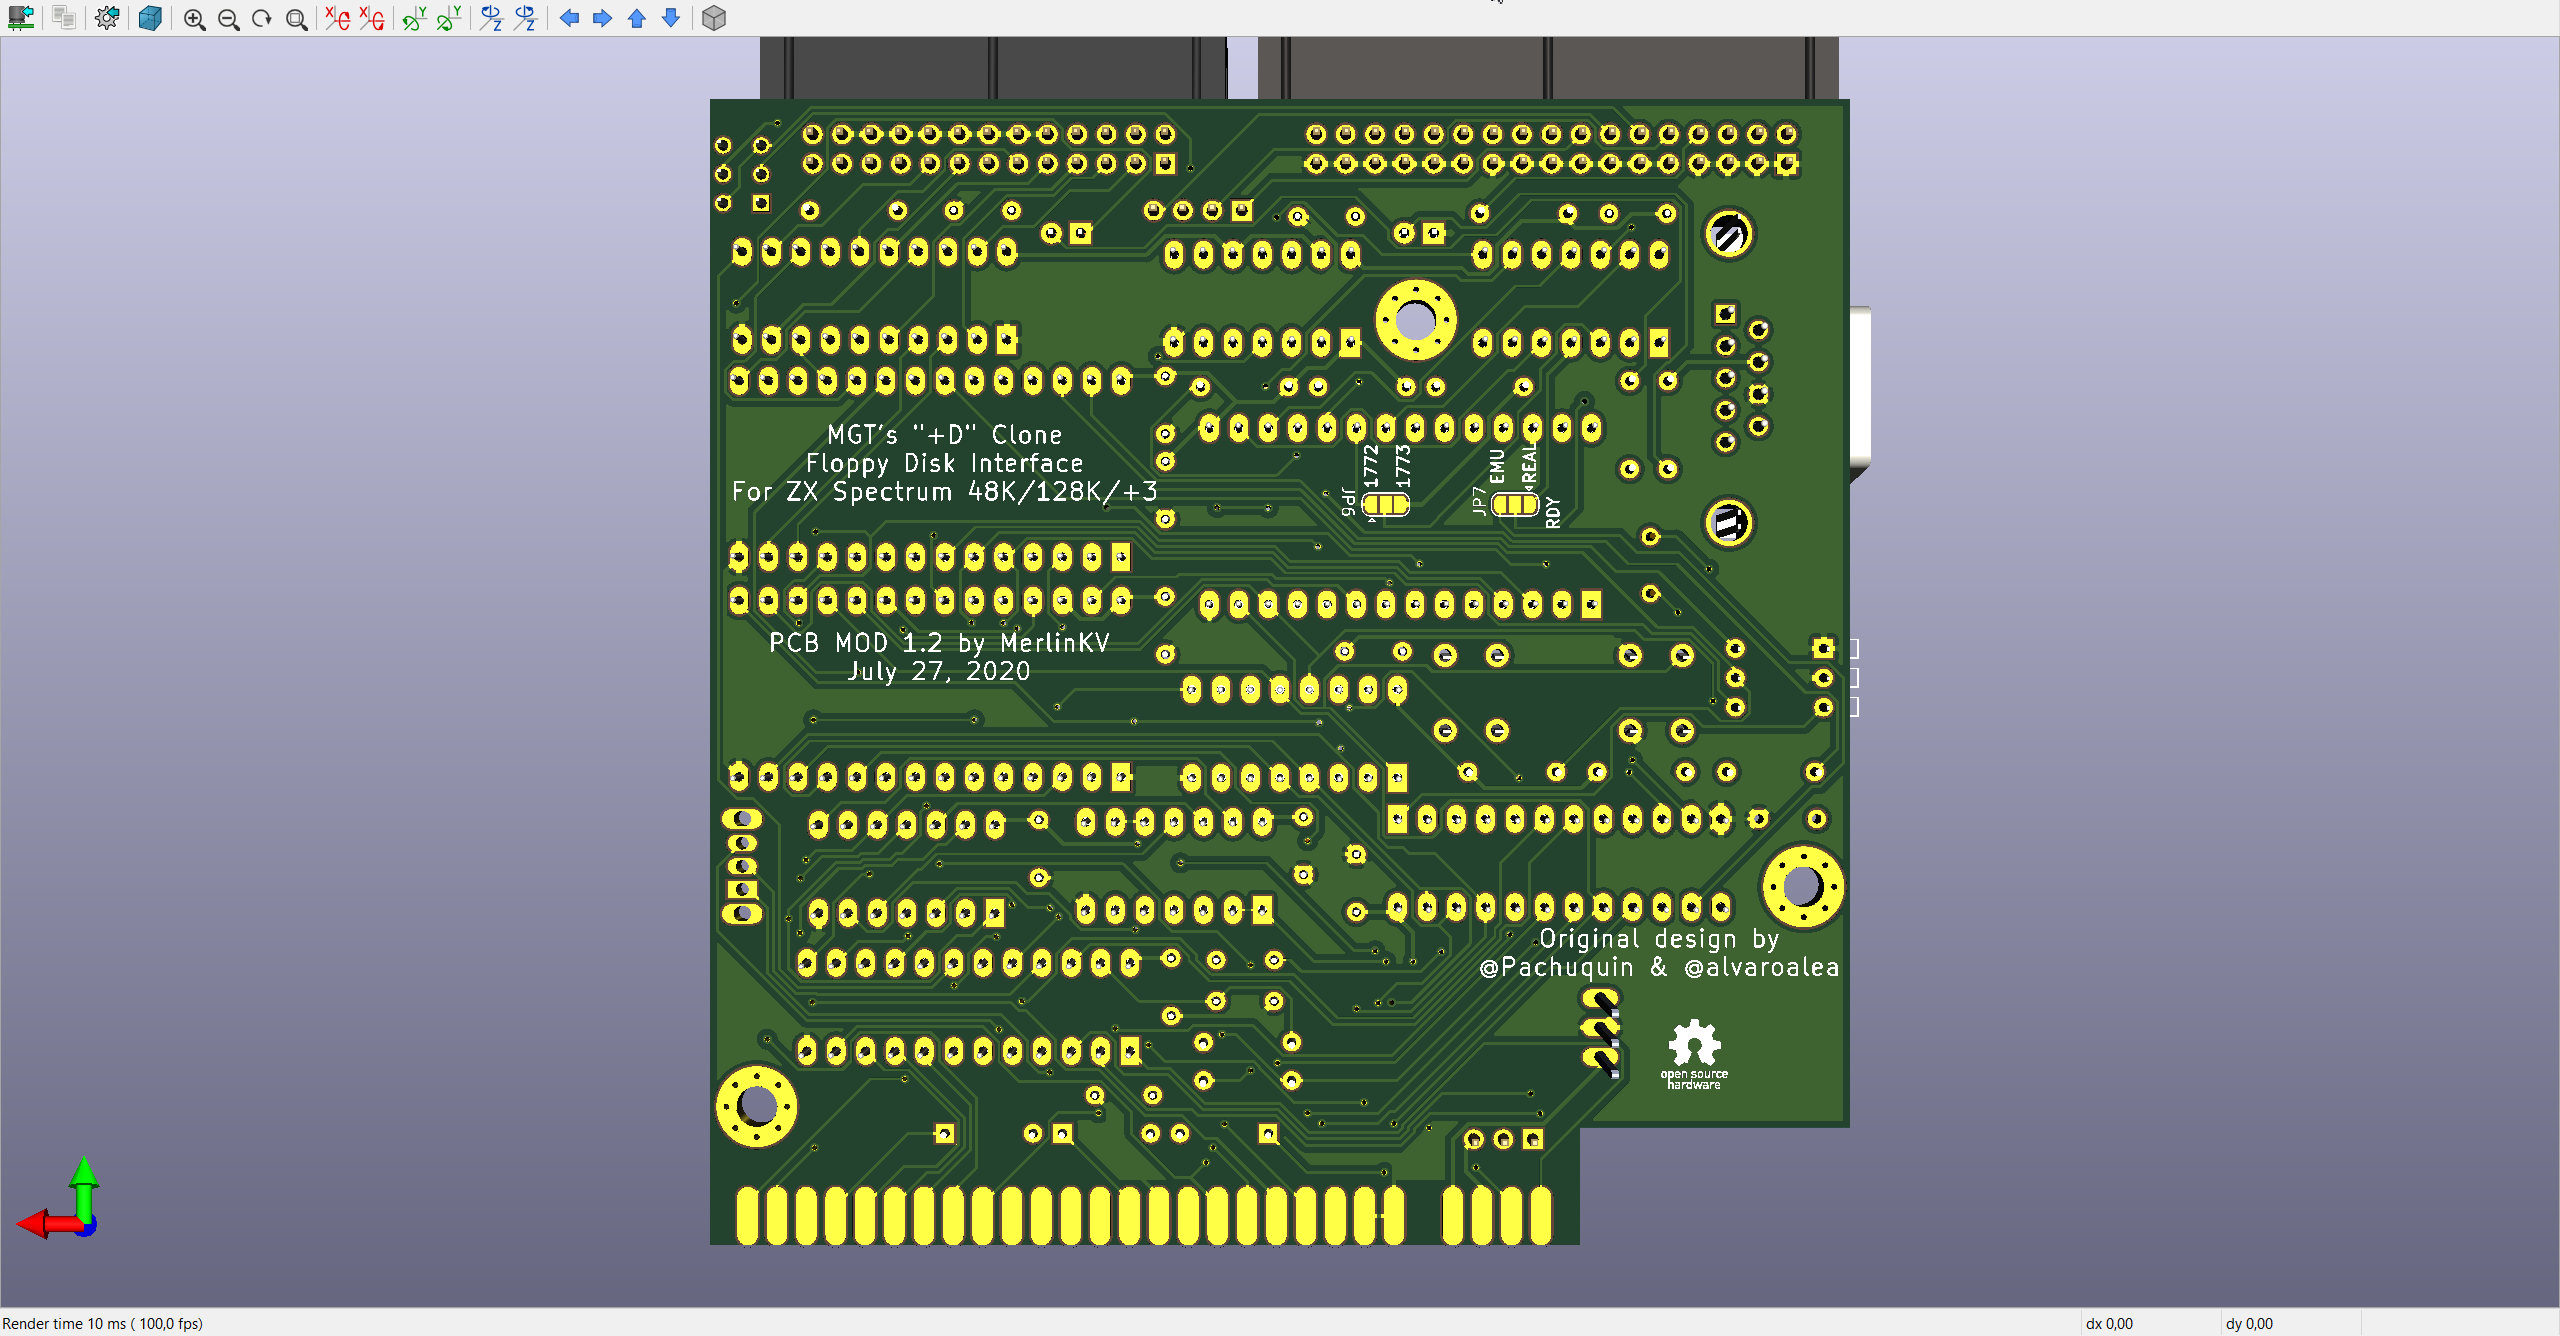 MGT's "+D" Clone
Floppy Disk Interface
For ZX Spectrum 48K/128K/+3
JP6
1772
1773
JP7
EMU
REAL
RDY
PCB MOD 1.2 by MerlinKV
July 27, 2020
Original design by
@Pachuquin & @alvaroalea
open source
hardware
Render time 10 ms ( 100,0 fps)
dx 0,00
dy 0,00